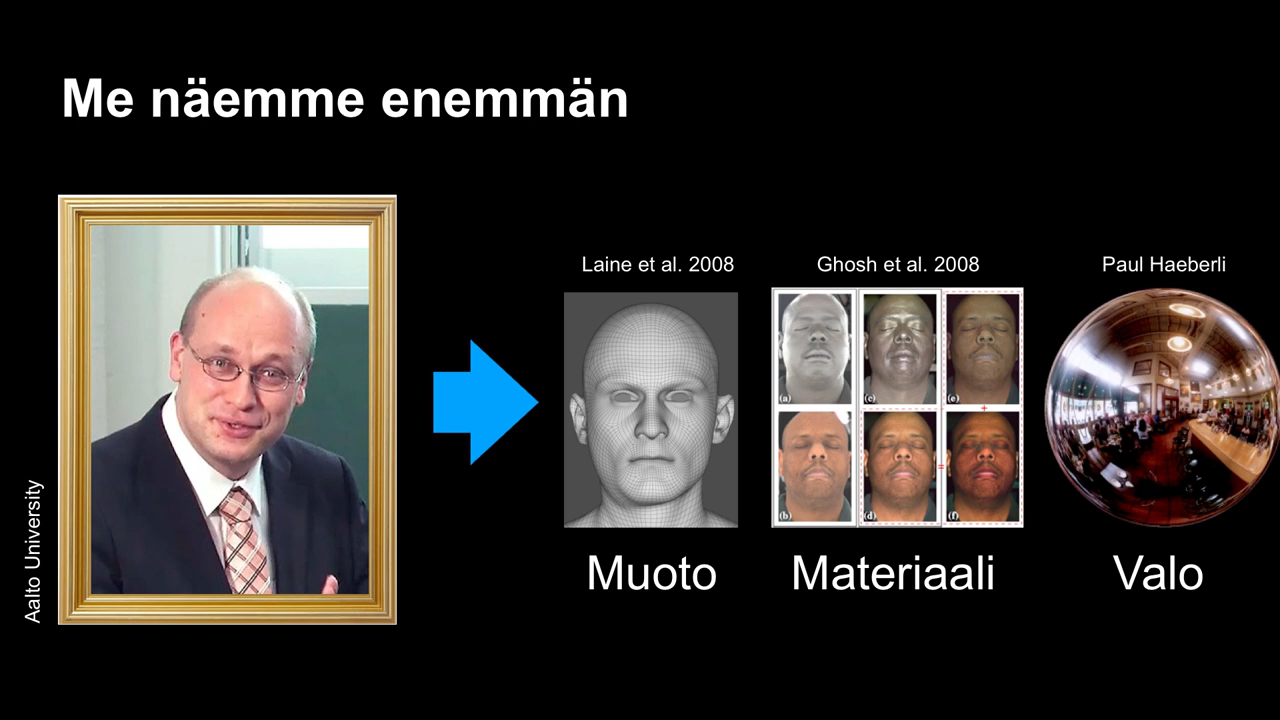 Me näemme enemmän
Aalto University
Laine et al. 2008
Ghosh et al. 2008
Paul Haeberli
(a)
(c)
(e)
+
=
(b)
(d)
(f)
Muoto
Materiaali
Valo